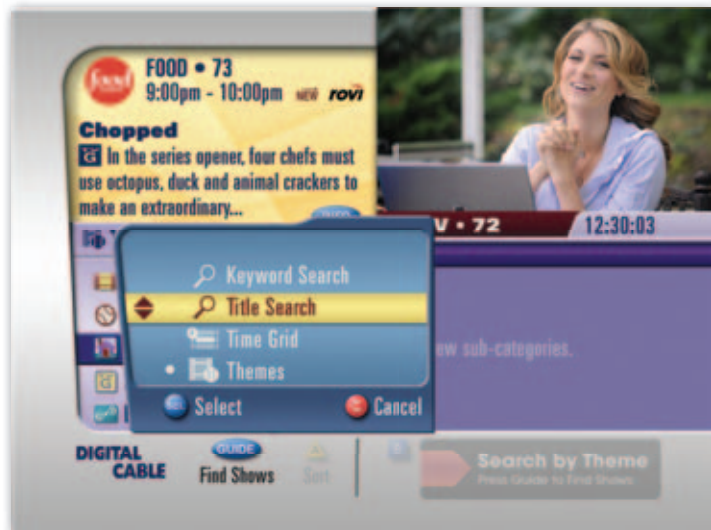 food
FOOD • 73
9:00pm - 10:00pm NEW rovi
Chopped
G In the series opener, four chefs must
use octopus, duck and animal crackers to
make an extraordinary...
V • 72 12:30:03
Keyword Search
Title Search
Time Grid
Themes
ew sub-categories.
Select Cancel
DIGITAL
CABLE
GUIDE
Find Shows
Sort
Search by Theme
Press Guide to Find Shows